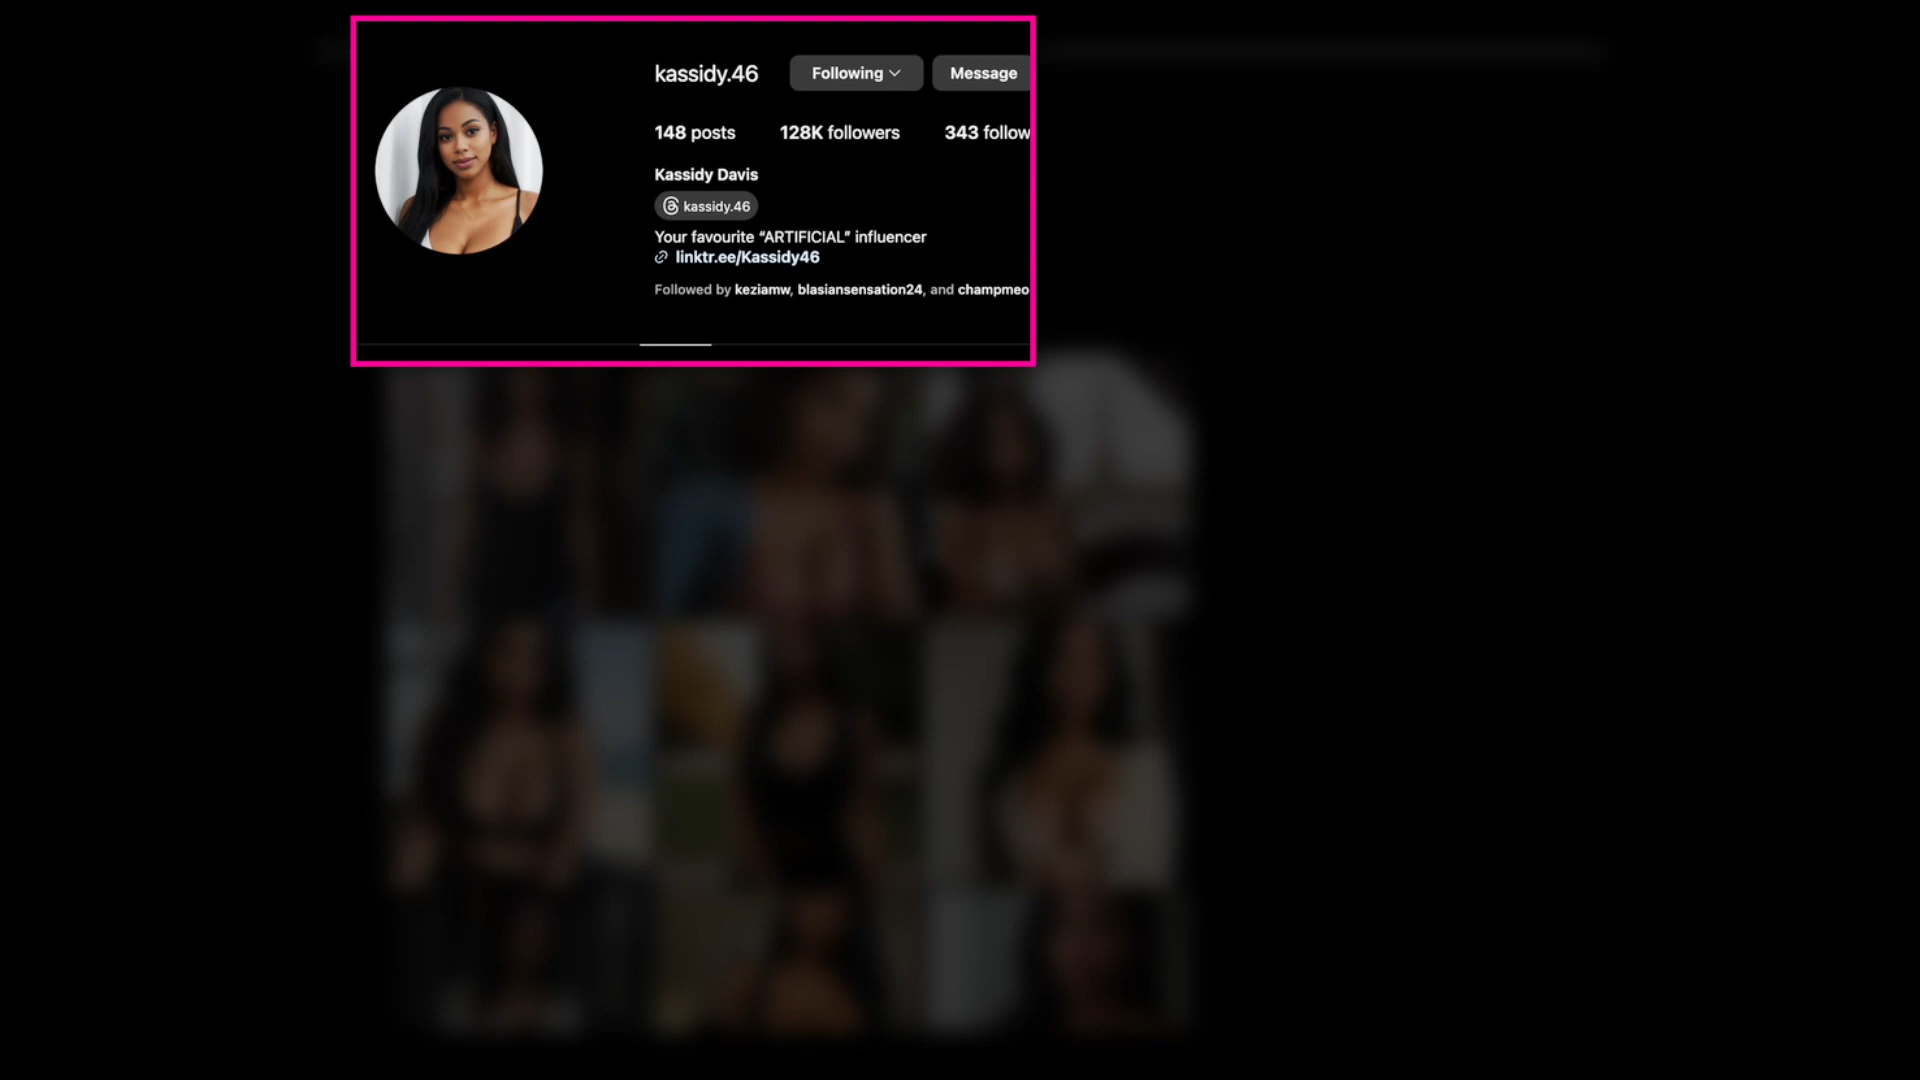 kassidy.46 Following Message
148 posts 128K followers 343 follow
Kassidy Davis
kassidy.46
Your favourite “ARTIFICIAL” influencer
linktr.ee/Kassidy46
Followed by keziamw, blasiansensation24, and champmeo